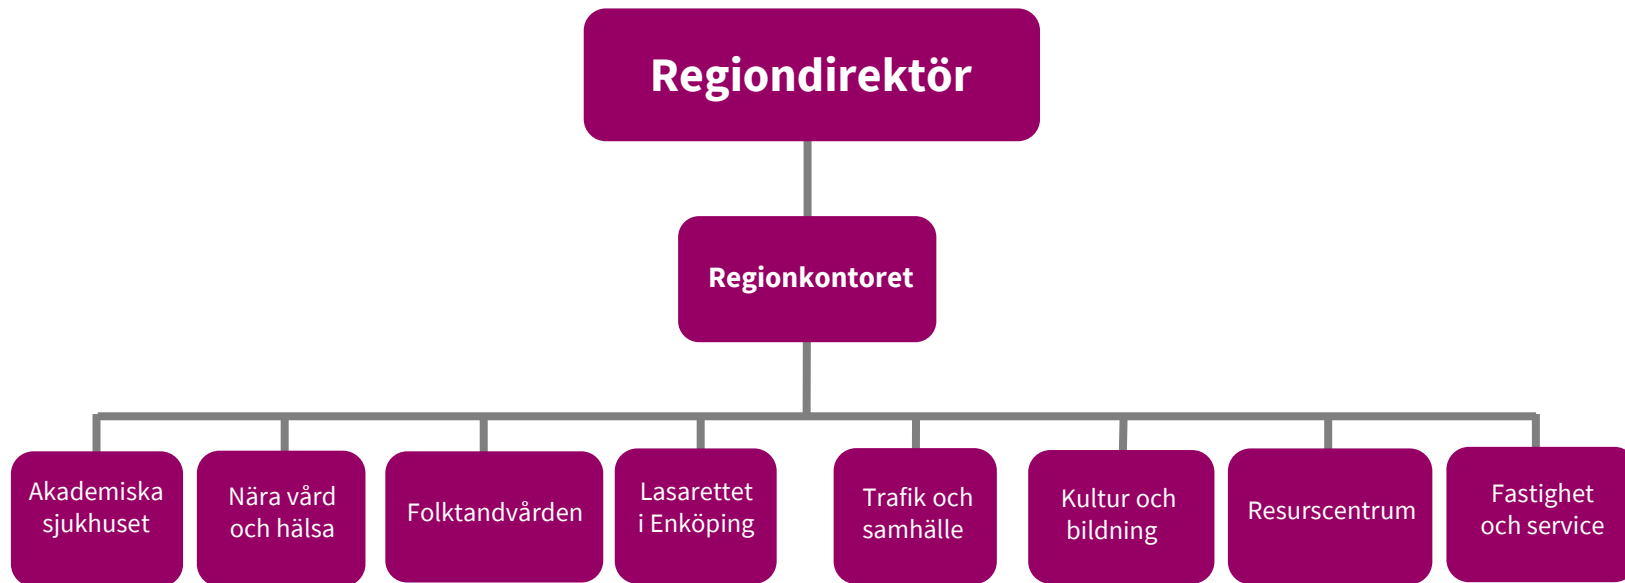 Regiondirektör
Regionkontoret
Akademiska
sjukhuset
Nära vård
och hälsa
Folktandvården
Lasarettet
i Enköping
Trafik och
samhälle
Kultur och
bildning
Resurscentrum
Fastighet
och service